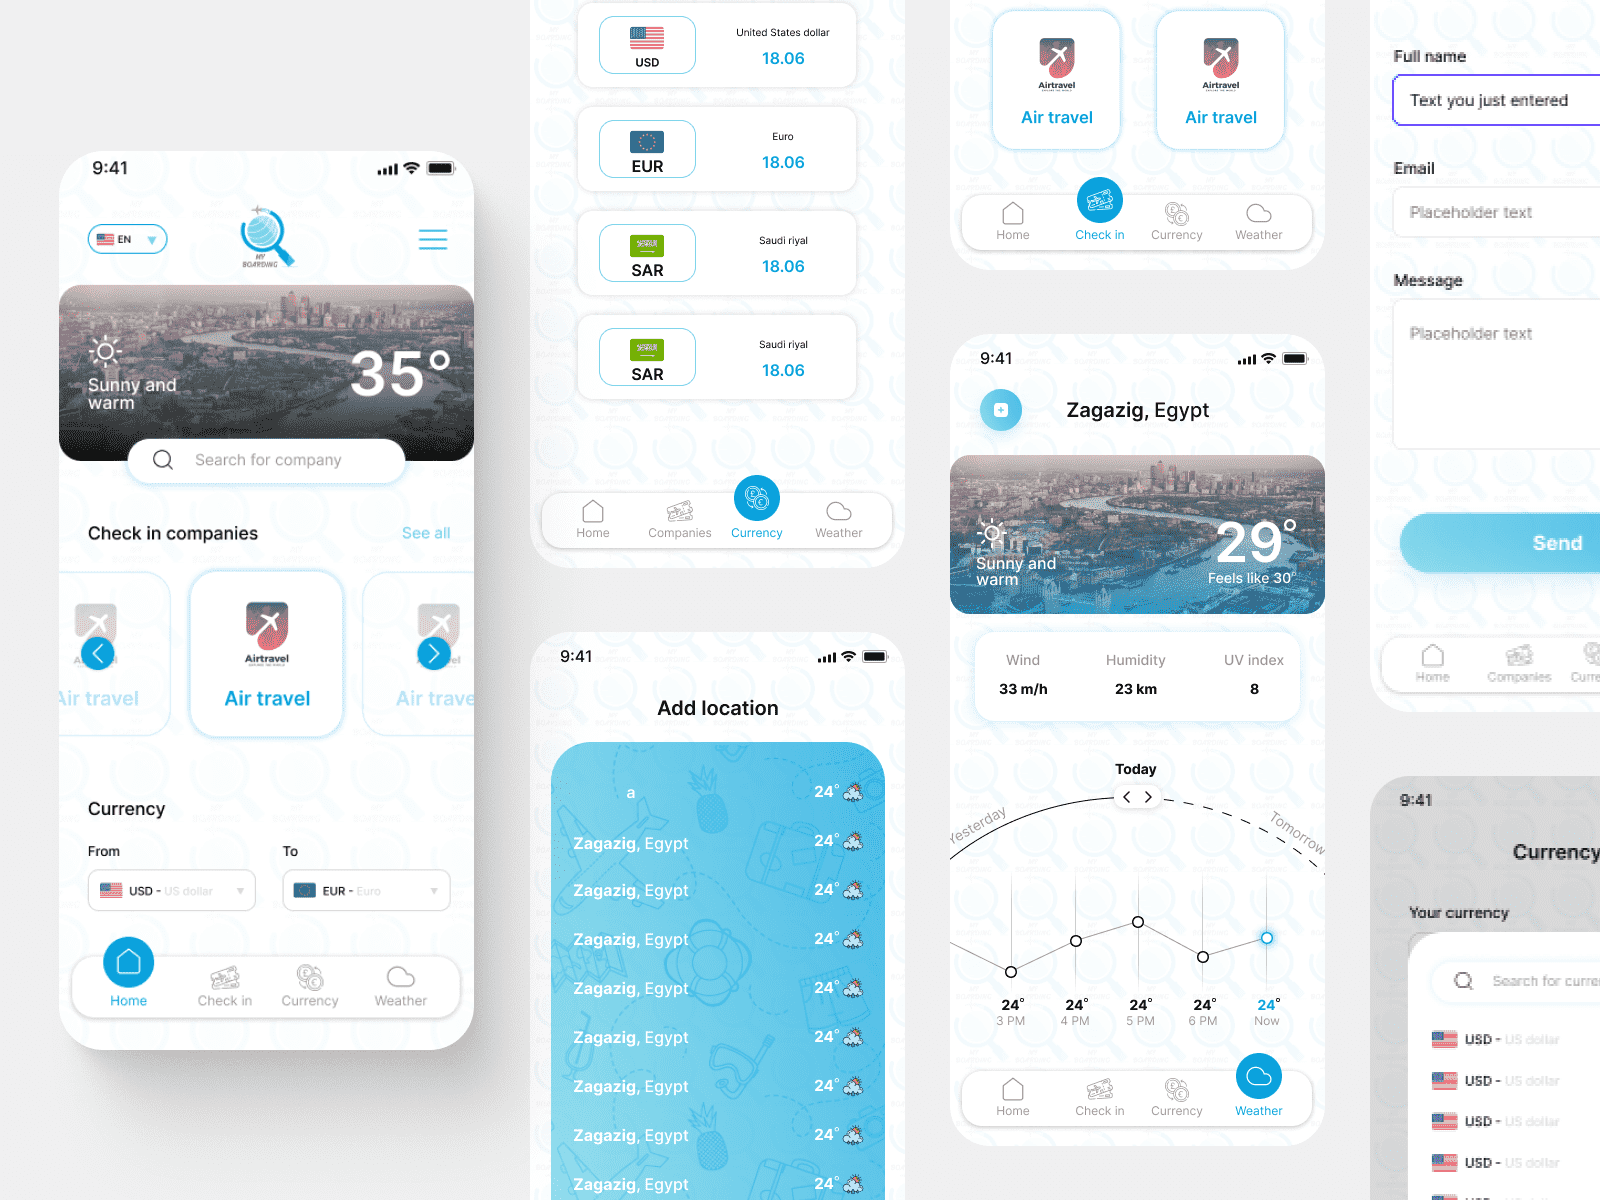 9:41
EN
MY
BOARDING
Sunny and
warm
35°
Search for company
Check in companies
See all
Air travel
Airtravel
Air travel
Air trave
Currency
From
To
USD - US dollar
EUR - Euro
Home
Check in
Currency
Weather
USD
United States dollar
18.06
EUR
Euro
18.06
SAR
Saudi riyal
18.06
SAR
Saudi riyal
18.06
Home
Companies
Currency
Weather
9:41
Add location
a
24°
Zagazig, Egypt
24°
Zagazig, Egypt
24°
Zagazig, Egypt
24°
Zagazig, Egypt
24°
Zagazig, Egypt
24°
Zagazig, Egypt
24°
Zagazig, Egypt
24°
Zagazig, Egypt
24°
Airtravel
EXPLORE THE WORLD
Air travel
Airtravel
EXPLORE THE WORLD
Air travel
Home
Check in
Currency
Weather
9:41
Zagazig, Egypt
Sunny and
warm
29°
Feels like 30°
Wind
Humidity
UV index
33 m/h
23 km
8
Today
Yesterday
Tomorrow
24° 24° 24° 24° 24°
3 PM 4 PM 5 PM 6 PM Now
Home
Check in
Currency
Weather
Full name
Text you just entered
Email
Placeholder text
Message
Placeholder text
Send
Home
Companies
Curre
9:41
Currency
Your currency
Search for curre
USD - US dollar
USD - US dollar
USD - US dollar
USD - US dollar